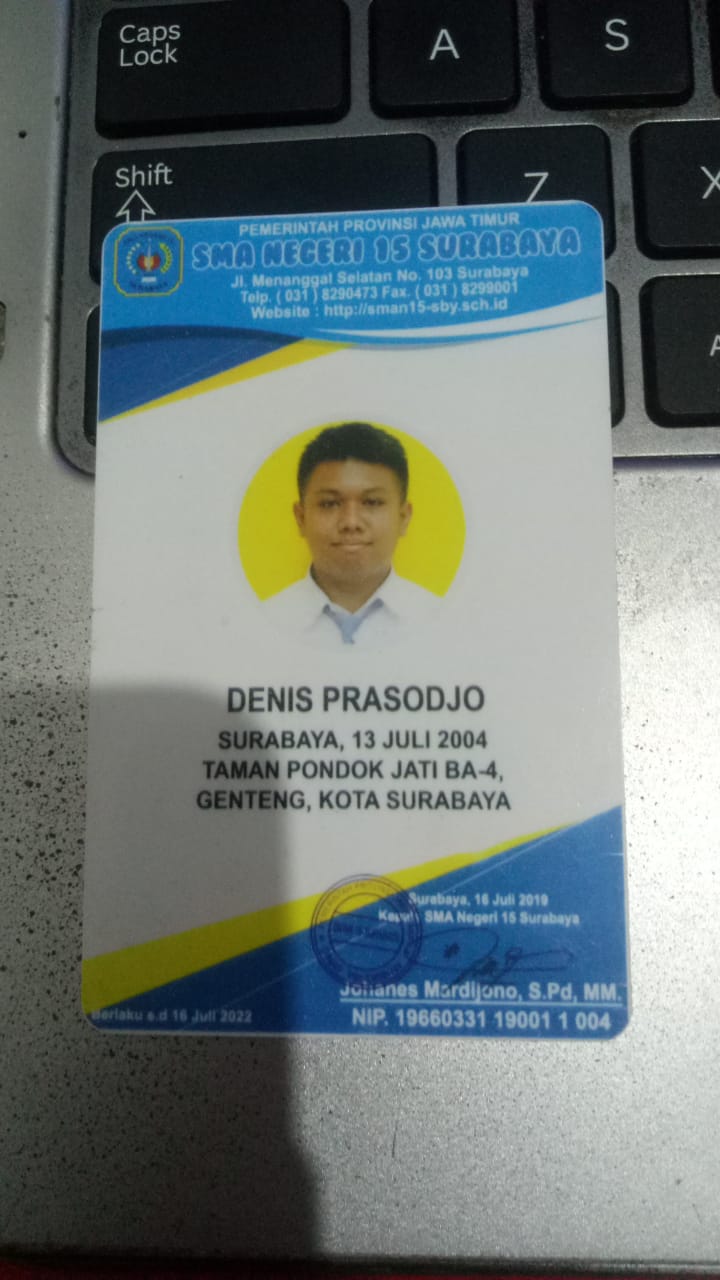 Caps
Lock
A
S
Shift
Z
X
PEMERINTAH PROVINSI JAWA TIMUR
SMA NEGERI 15 SURABAYA
Jl. Menanggal Selatan No. 103 Surabaya
Telp. ( 031 ) 8290473 Fax. ( 031 ) 8299001
Website : http://sman15-sby.sch.id
DENIS PRASODJO
SURABAYA, 13 JULI 2004
TAMAN PONDOK JATI BA-4,
GENTENG, KOTA SURABAYA
Surabaya, 16 Juli 2019
Kepala SMA Negeri 15 Surabaya
Johanes Mardijono, S.Pd, MM.
NIP. 19660331 19001 1 004
Berlaku s.d 16 Juli 2022